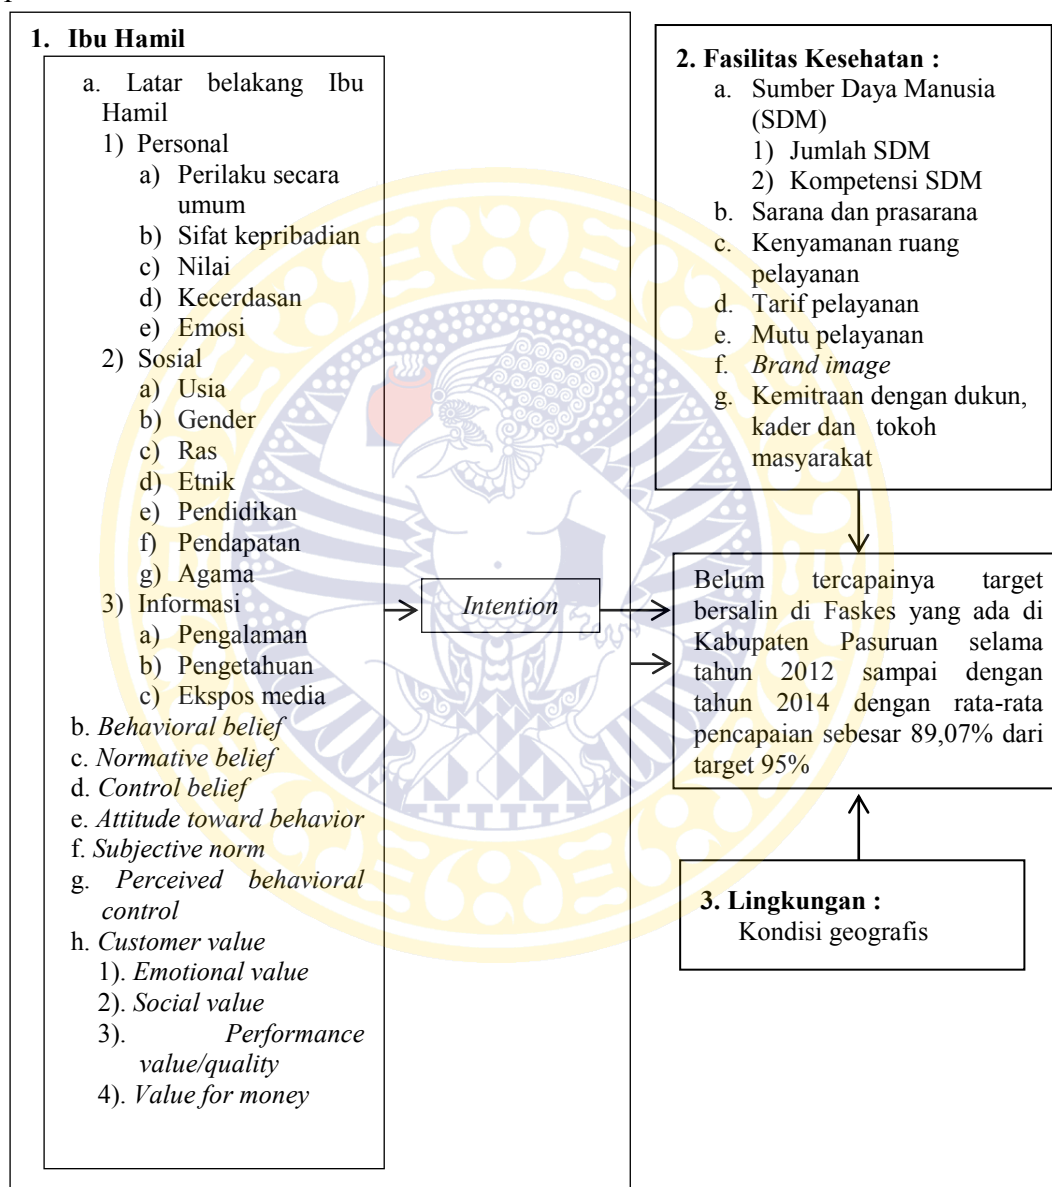 1. Ibu Hamil
a. Latar belakang Ibu
Hamil
1) Personal
a) Perilaku secara
umum
b) Sifat kepribadian
c) Nilai
d) Kecerdasan
e) Emosi
2) Sosial
a) Usia
b) Gender
c) Ras
d) Etnik
e) Pendidikan
f) Pendapatan
g) Agama
3) Informasi
a) Pengalaman
b) Pengetahuan
c) Ekspos media
b. Behavioral belief
c. Normative belief
d. Control belief
e. Attitude toward behavior
f. Subjective norm
g. Perceived behavioral
control
h. Customer value
1). Emotional value
2). Social value
3). Performance
value/quality
4). Value for money
Intention
2. Fasilitas Kesehatan :
a. Sumber Daya Manusia
(SDM)
1) Jumlah SDM
2) Kompetensi SDM
b. Sarana dan prasarana
c. Kenyamanan ruang
pelayanan
d. Tarif pelayanan
e. Mutu pelayanan
f. Brand image
g. Kemitraan dengan dukun,
kader dan tokoh
masyarakat
Belum tercapainya target
bersalin di Faskes yang ada di
Kabupaten Pasuruan selama
tahun 2012 sampai dengan
tahun 2014 dengan rata-rata
pencapaian sebesar 89,07% dari
target 95%
3. Lingkungan :
Kondisi geografis